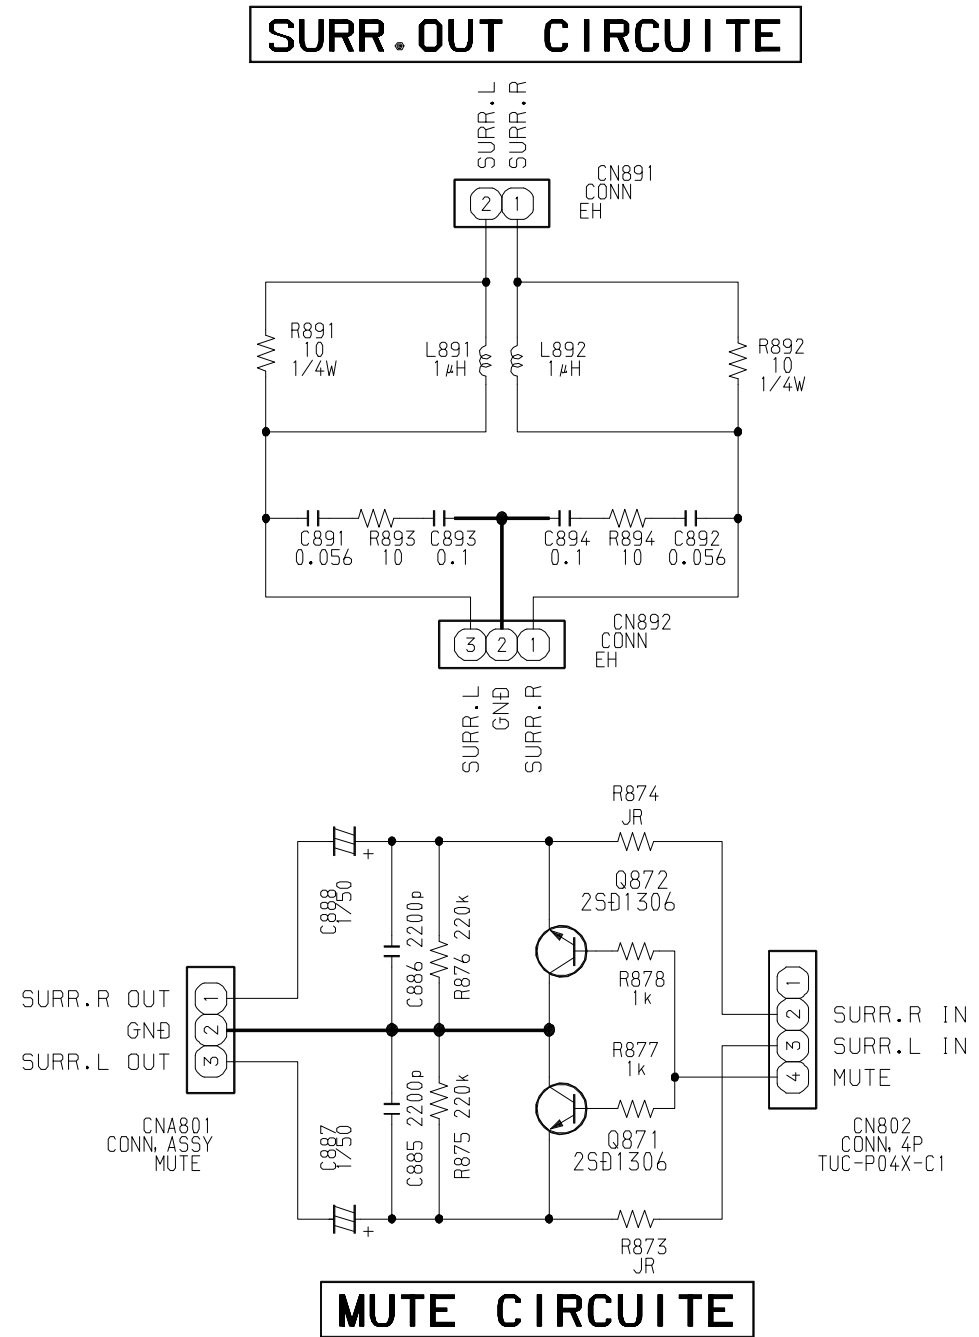 SURR.OUT CIRCUITE
SURR.L
SURR.R
CN891
CONN
EH
2
1
R891
10
1/4W
L891
1μH
L892
1μH
R892
10
1/4W
C891
0.056
R893
10
C893
0.1
C894
0.1
R894
10
C892
0.056
CN892
CONN
EH
3
2
1
SURR.L
GND
SURR.R
R874
JR
+
C888
1/50
C886 2200p
R876 220k
Q872
2SD1306
R878
1k
SURR.R OUT
GND
SURR.L OUT
1
2
3
1
2
3
4
SURR.R IN
SURR.L IN
MUTE
R877
1k
CNA801
CONN,ASSY
MUTE
C887
1/50
C885 2200p
R875 220k
Q871
2SD1306
CN802
CONN,4P
TUC-P04X-C1
+
R873
JR
MUTE CIRCUITE